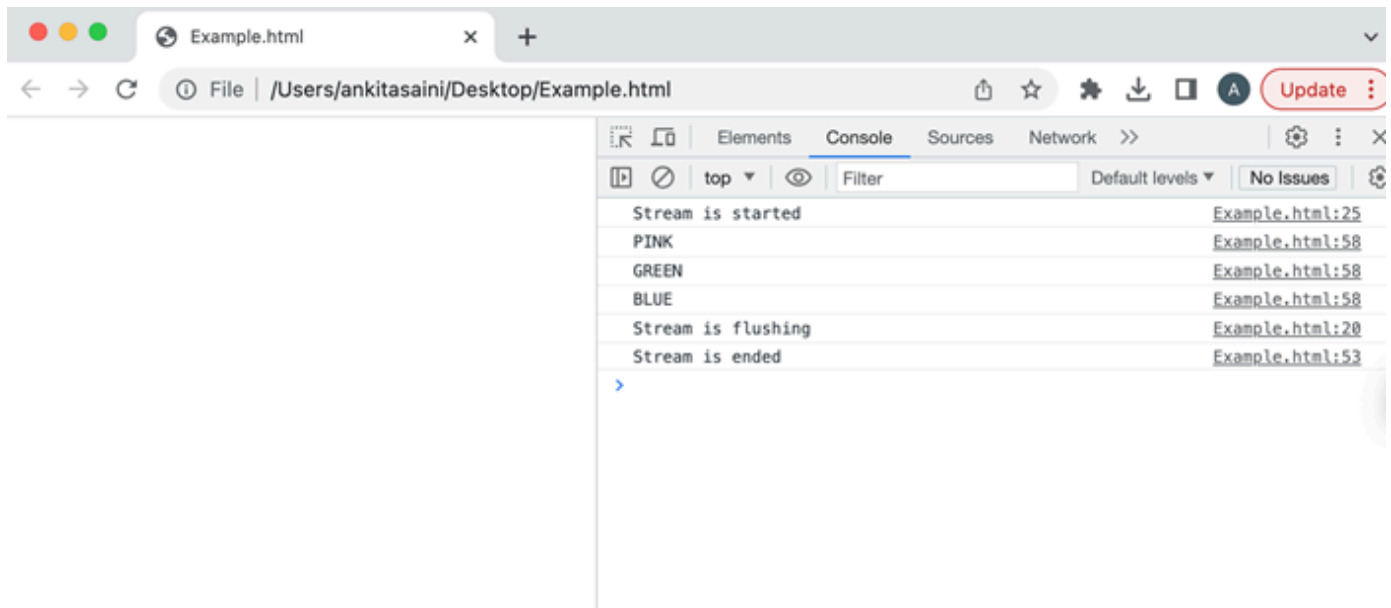 Example.html
File | /Users/ankitasaini/Desktop/Example.html A Update
Elements Console Sources Network >>
top Filter Default levels No Issues
Stream is started Example.html:25
PINK Example.html:58
GREEN Example.html:58
BLUE Example.html:58
Stream is flushing Example.html:20
Stream is ended Example.html:53
>